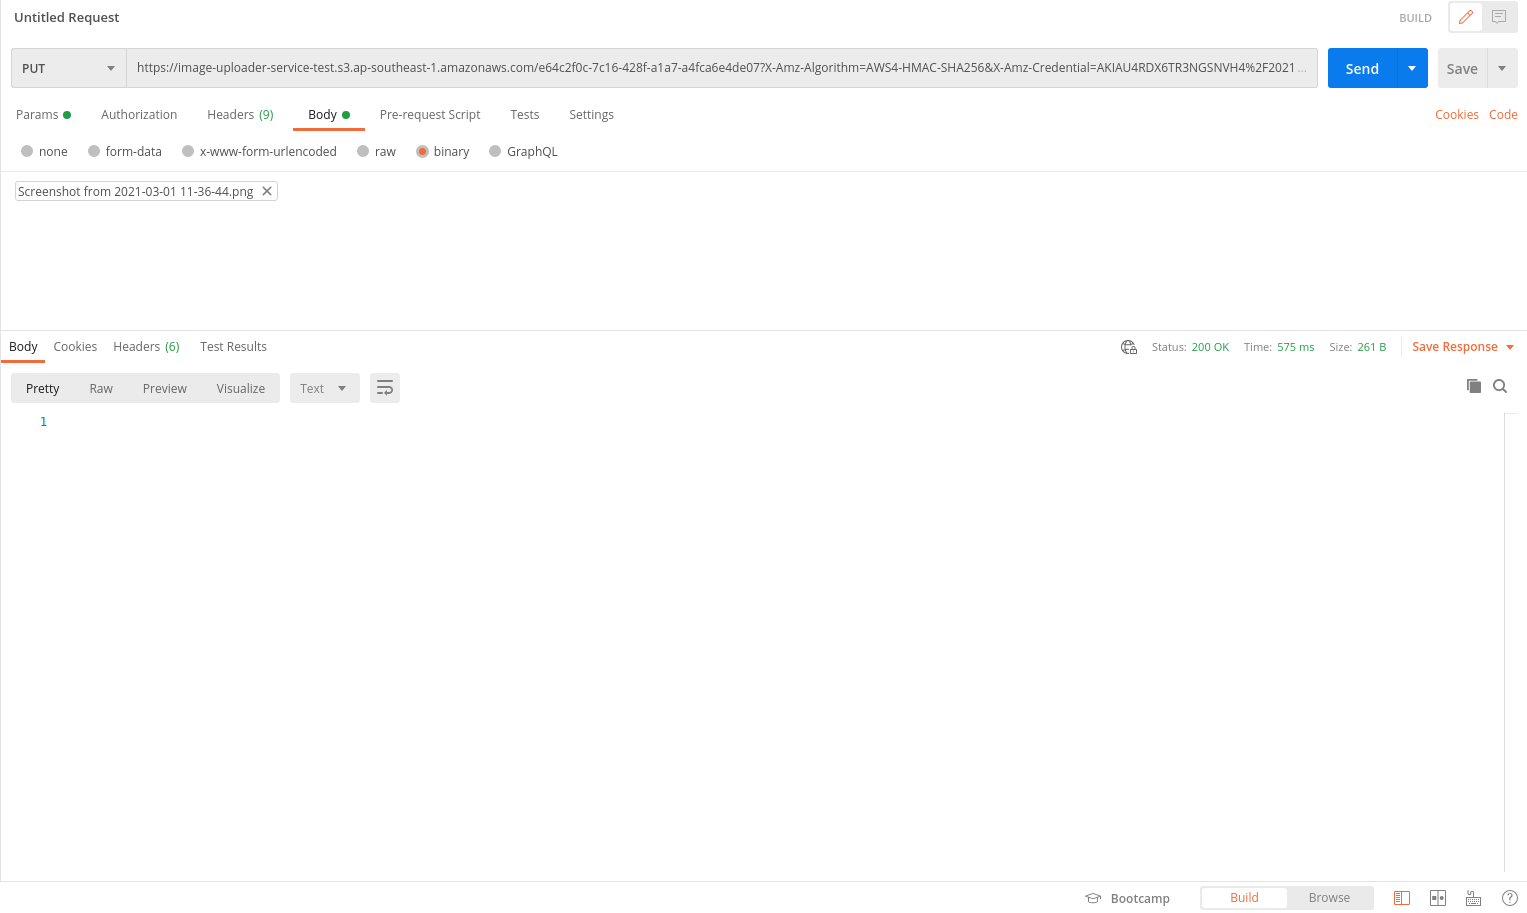 Untitled Request
BUILD
PUT
https://image-uploader-service-test.s3.ap-southeast-1.amazonaws.com/e64c2f0c-7c16-428f-a1a7-a4fca6e4de07?X-Amz-Algorithm=AWS4-HMAC-SHA256&X-Amz-Credential=AKIAU4RDX6TR3NGSNVH4%2F2021 ...
Send
Save
Params Authorization Headers (9) Body Pre-request Script Tests Settings
Cookies Code
none form-data x-www-form-urlencoded raw binary GraphQL
Screenshot from 2021-03-01 11-36-44.png
Body Cookies Headers (6) Test Results
Status: 200 OK Time: 575 ms Size: 261 B Save Response
Pretty Raw Preview Visualize Text
1
Bootcamp Build Browse